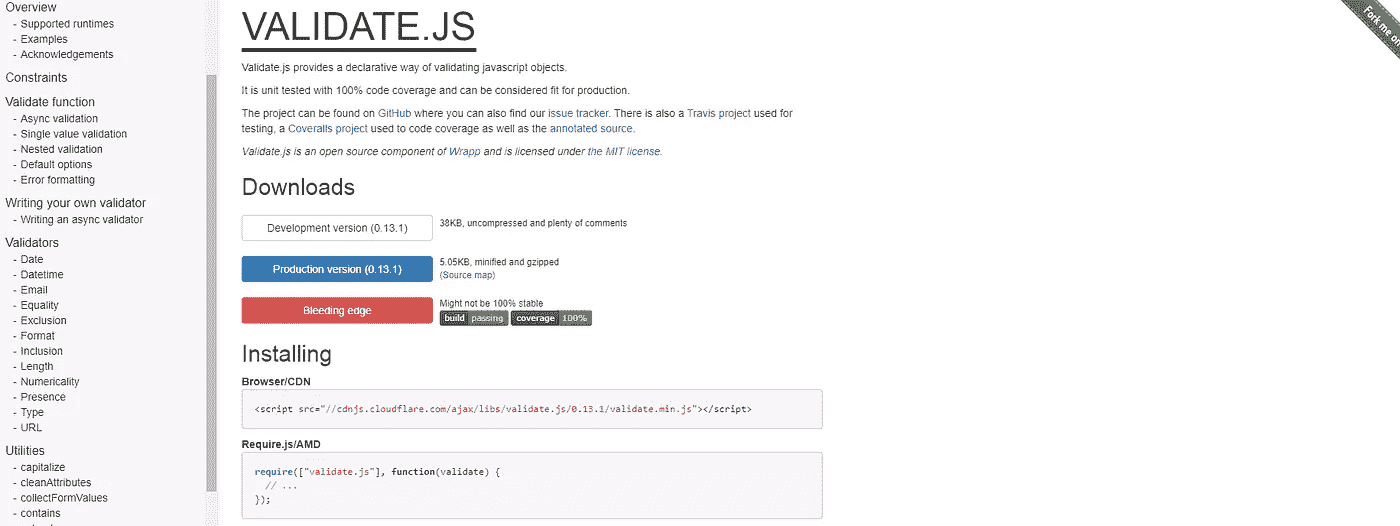 Overview
- Supported runtimes
- Examples
- Acknowledgements
Constraints
Validate function
- Async validation
- Single value validation
- Nested validation
- Default options
- Error formatting
Writing your own validator
- Writing an async validator
Validators
- Date
- Datetime
- Email
- Equality
- Exclusion
- Format
- Inclusion
- Length
- Numericality
- Presence
- Type
- URL
Utilities
- capitalize
- cleanAttributes
- collectFormValues
- contains
VALIDATE.JS
Validate.js provides a declarative way of validating javascript objects.
It is unit tested with 100% code coverage and can be considered fit for production.
The project can be found on GitHub where you can also find our issue tracker. There is also a Travis project used for
testing, a Coveralls project used to code coverage as well as the annotated source.
Validate.js is an open source component of Wrapp and is licensed under the MIT license.
Downloads
Development version (0.13.1)
38KB, uncompressed and plenty of comments
Production version (0.13.1)
5.05KB, minified and gzipped
(Source map)
Bleeding edge
Might not be 100% stable
build passing coverage 100%
Installing
Browser/CDN
<script src="//cdnjs.cloudflare.com/ajax/libs/validate.js/0.13.1/validate.min.js"></script>
Require.js/AMD
require(["validate.js"], function(validate) {
// ...
});
Fork me on